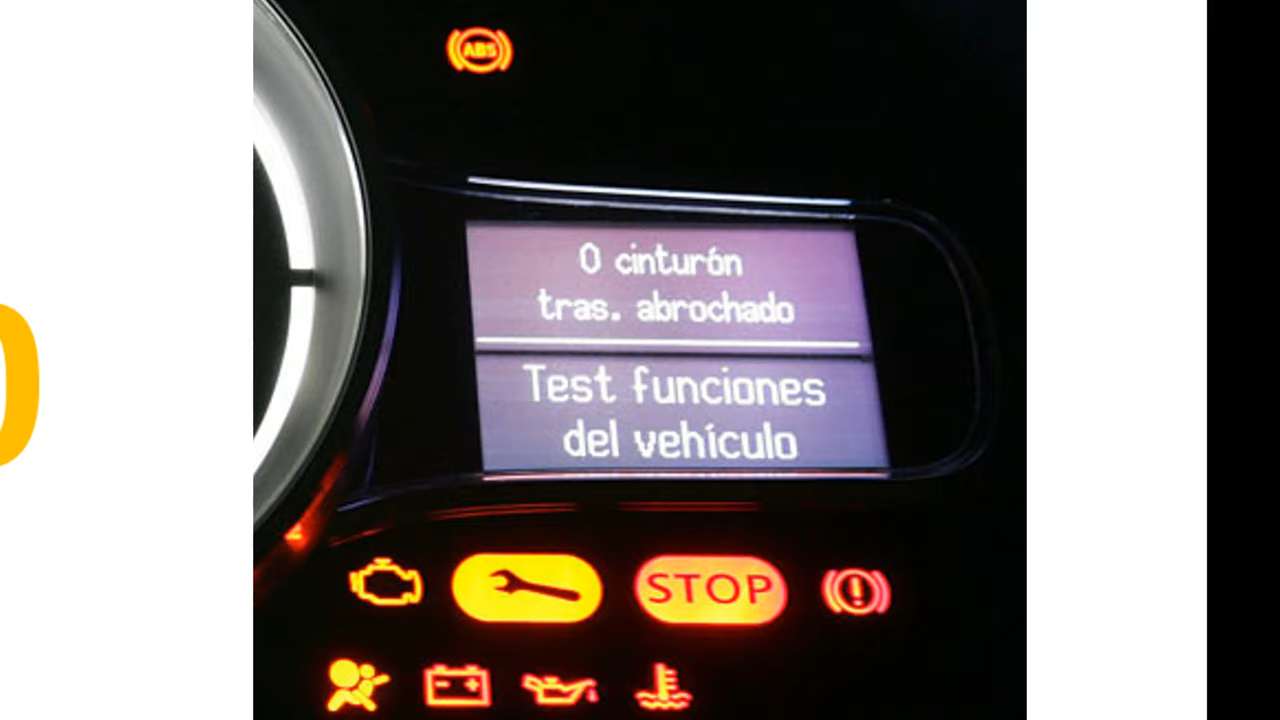 ABS
0 cinturón
tras. abrochado
Test funciones
del vehículo
STOP